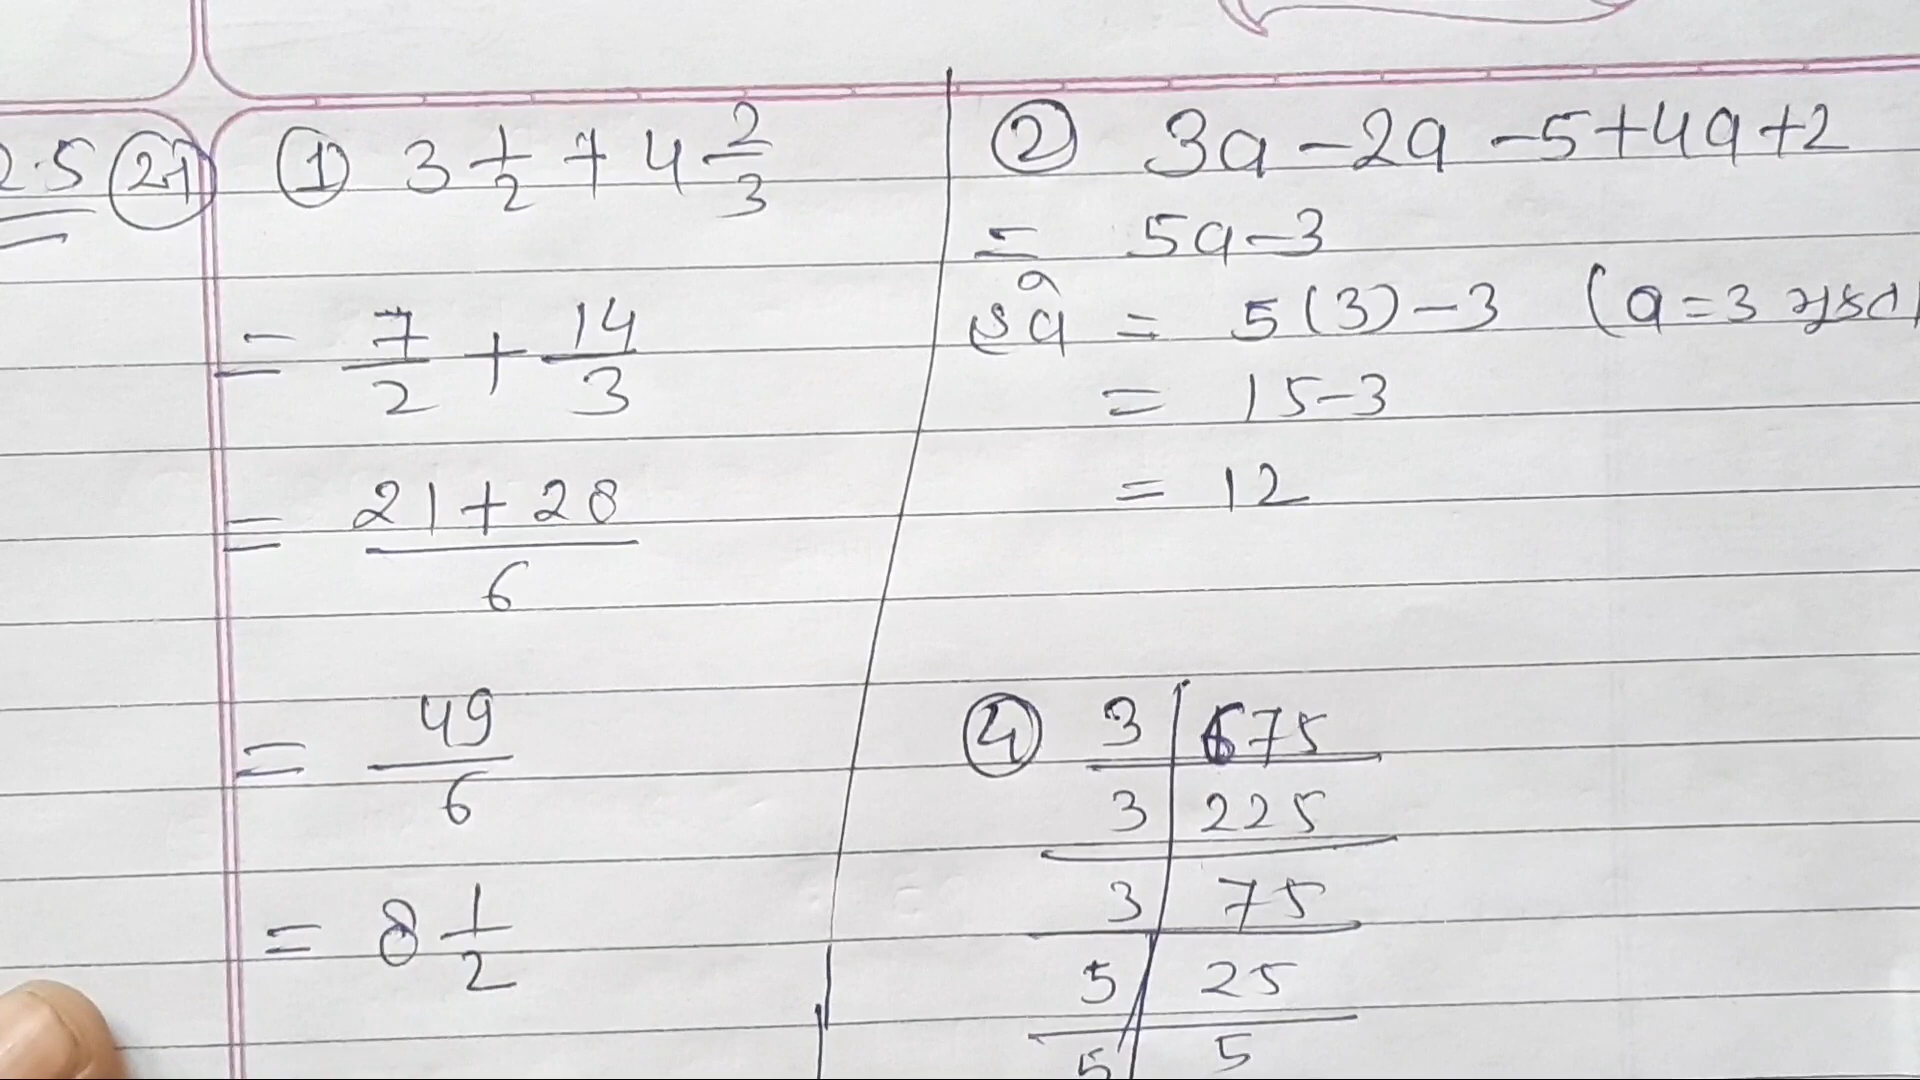 2.5 (21) (1) 3 1/2 + 4 2/3
= 7/2 + 14/3
= 21+28/6
= 49/6
= 8 1/2
(2) 3a-2a-5+4a+2
= 5a-3
હવે = 5(3)-3 (a=3 મુકતા)
= 15-3
= 12
(4) 3 | 675
3 | 225
3 | 75
5 | 25
5 | 5